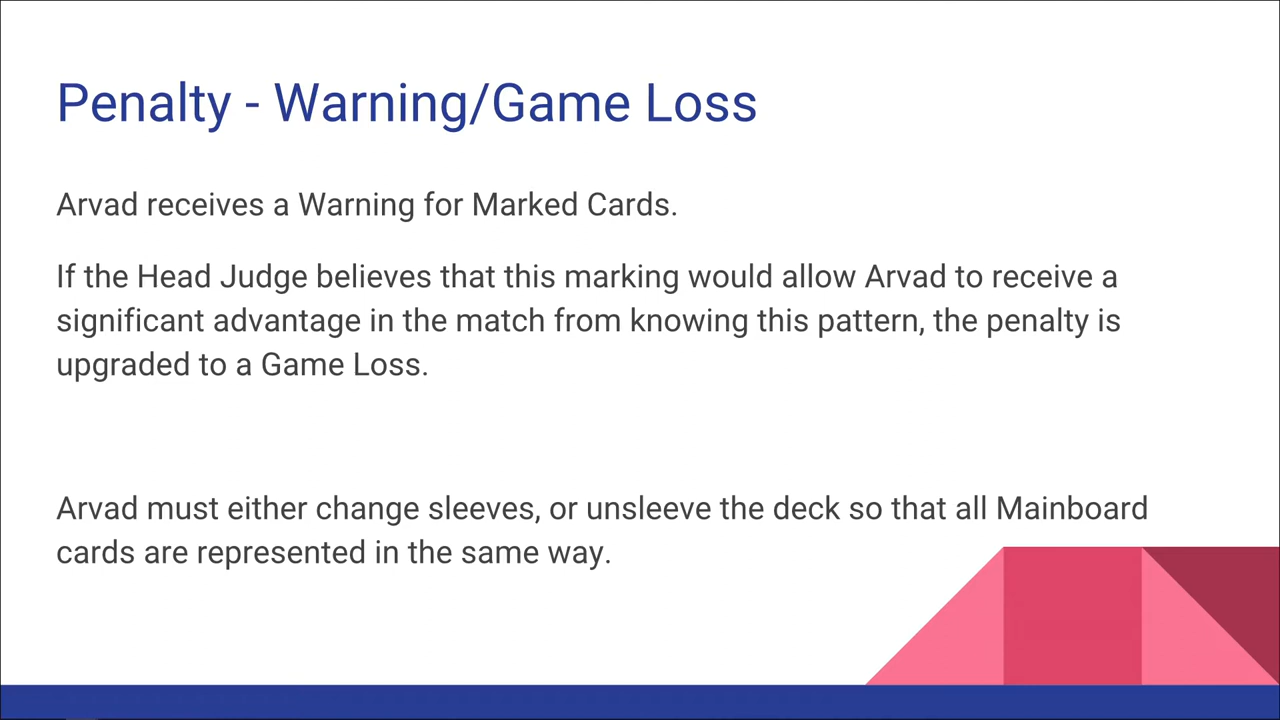 Penalty - Warning/Game Loss
Arvad receives a Warning for Marked Cards.
If the Head Judge believes that this marking would allow Arvad to receive a
significant advantage in the match from knowing this pattern, the penalty is
upgraded to a Game Loss.
Arvad must either change sleeves, or unsleeve the deck so that all Mainboard
cards are represented in the same way.